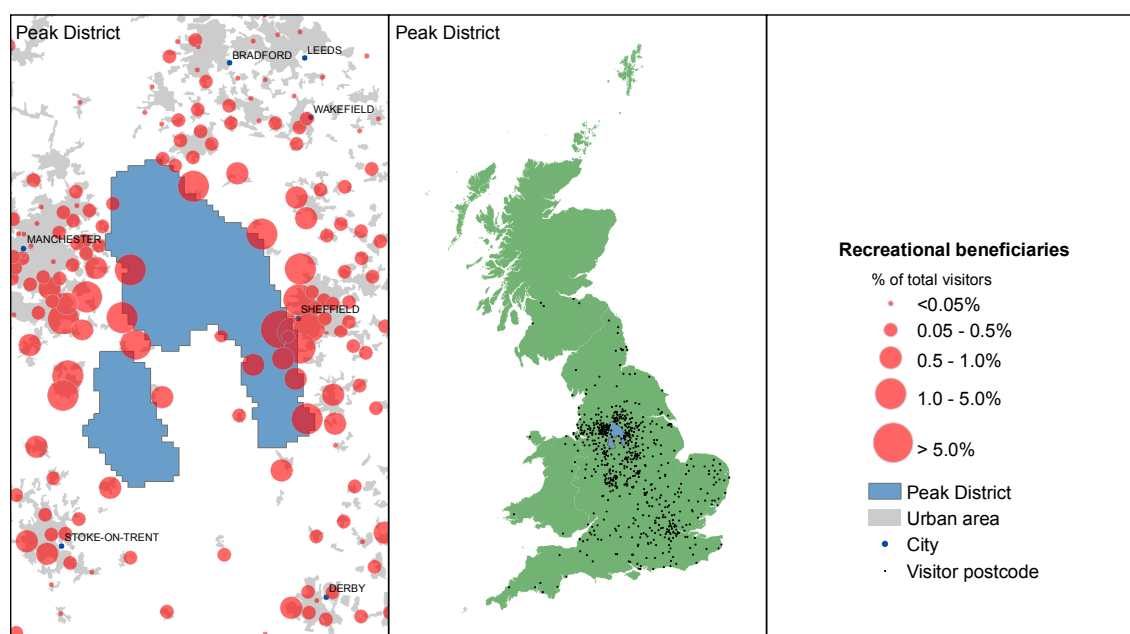 Peak District
BRADFORD
LEEDS
WAKEFIELD
MANCHESTER
SHEFFIELD
STOKE-ON-TRENT
DERBY
Peak District
Recreational beneficiaries
% of total visitors
<0.05%
0.05 - 0.5%
0.5 - 1.0%
1.0 - 5.0%
> 5.0%
Peak District
Urban area
City
Visitor postcode